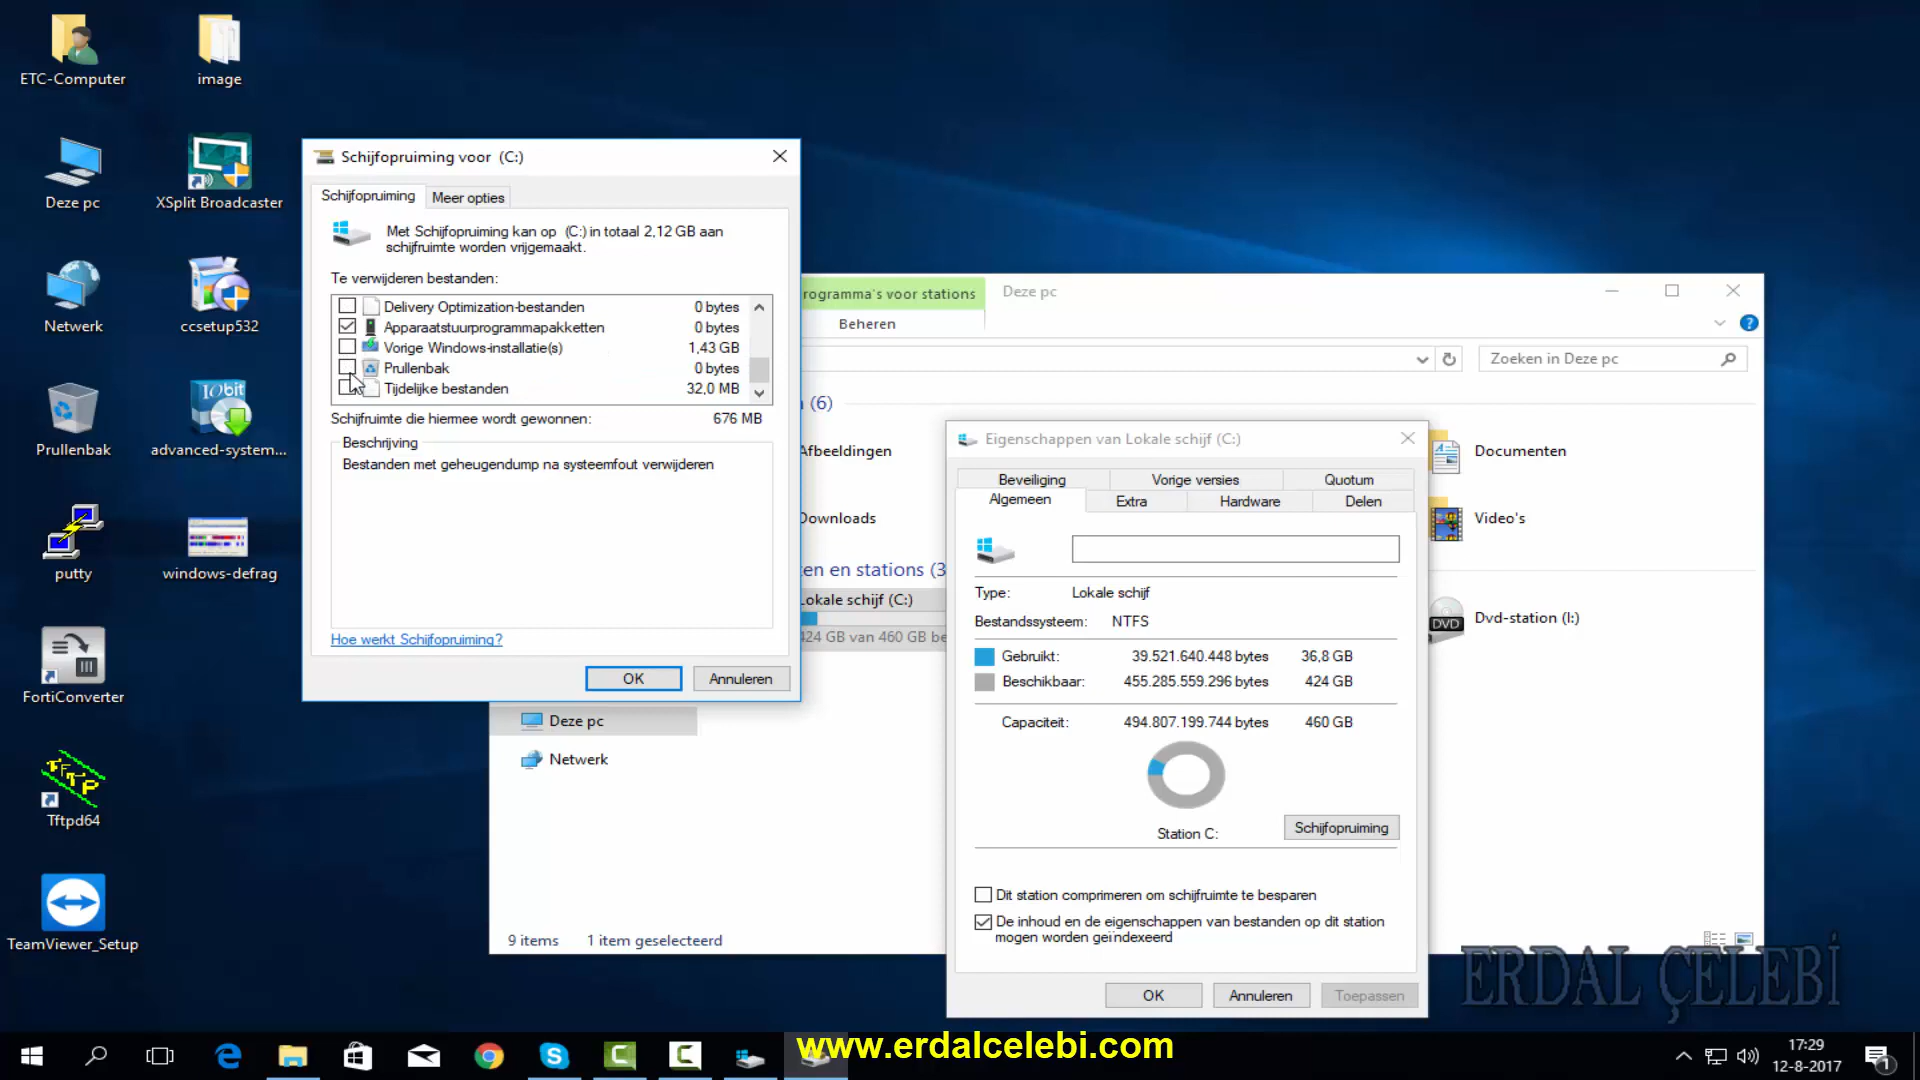 ETC-Computer
image
Deze pc
XSplit Broadcaster
Netwerk
ccsetup532
IObit
Prullenbak
advanced-system...
putty
windows-defrag
FortiConverter
TFTP
Tftpd64
TeamViewer_Setup
Schijfopruiming voor (C:)
Schijfopruiming
Meer opties
Met Schijfopruiming kan op (C:) in totaal 2,12 GB aan
schijfruimte worden vrijgemaakt.
Te verwijderen bestanden:
Delivery Optimization-bestanden 0 bytes
Apparaatstuurprogrammapakketten 0 bytes
Vorige Windows-installatie(s) 1,43 GB
Prullenbak 0 bytes
Tijdelijke bestanden 32,0 MB
Schijfruimte die hiermee wordt gewonnen: 676 MB
Beschrijving
Bestanden met geheugendump na systeemfout verwijderen
Hoe werkt Schijfopruiming?
OK
Annuleren
rogramma's voor stations
Deze pc
Beheren
Zoeken in Deze pc
(6)
Afbeeldingen
Documenten
Downloads
Video's
en en stations (3
Lokale schijf (C:)
424 GB van 460 GB be
DVD
Dvd-station (I:)
Deze pc
Netwerk
9 items
1 item geselecteerd
Eigenschappen van Lokale schijf (C:)
Beveiliging
Vorige versies
Quotum
Algemeen
Extra
Hardware
Delen
Type: Lokale schijf
Bestandssysteem: NTFS
Gebruikt: 39.521.640.448 bytes 36,8 GB
Beschikbaar: 455.285.559.296 bytes 424 GB
Capaciteit: 494.807.199.744 bytes 460 GB
Station C:
Schijfopruiming
Dit station comprimeren om schijfruimte te besparen
De inhoud en de eigenschappen van bestanden op dit station
mogen worden geïndexeerd
OK
Annuleren
Toepassen
ERDAL ÇELEBİ
www.erdalcelebi.com
17:29
12-8-2017
1